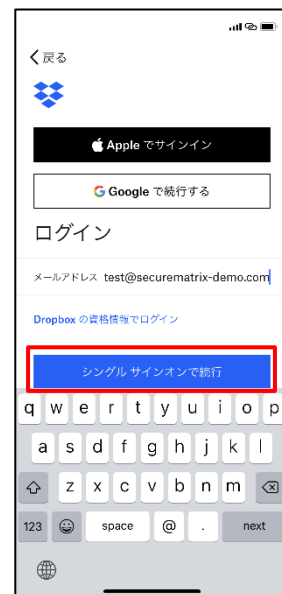 戻る
Apple でサインイン
Google で続行する
ログイン
メールアドレス test@securematrix-demo.com
Dropbox の資格情報でログイン
シングル サインオンで続行
q w e r t y u i o p
a s d f g h j k l
z x c v b n m
123 space @ . next